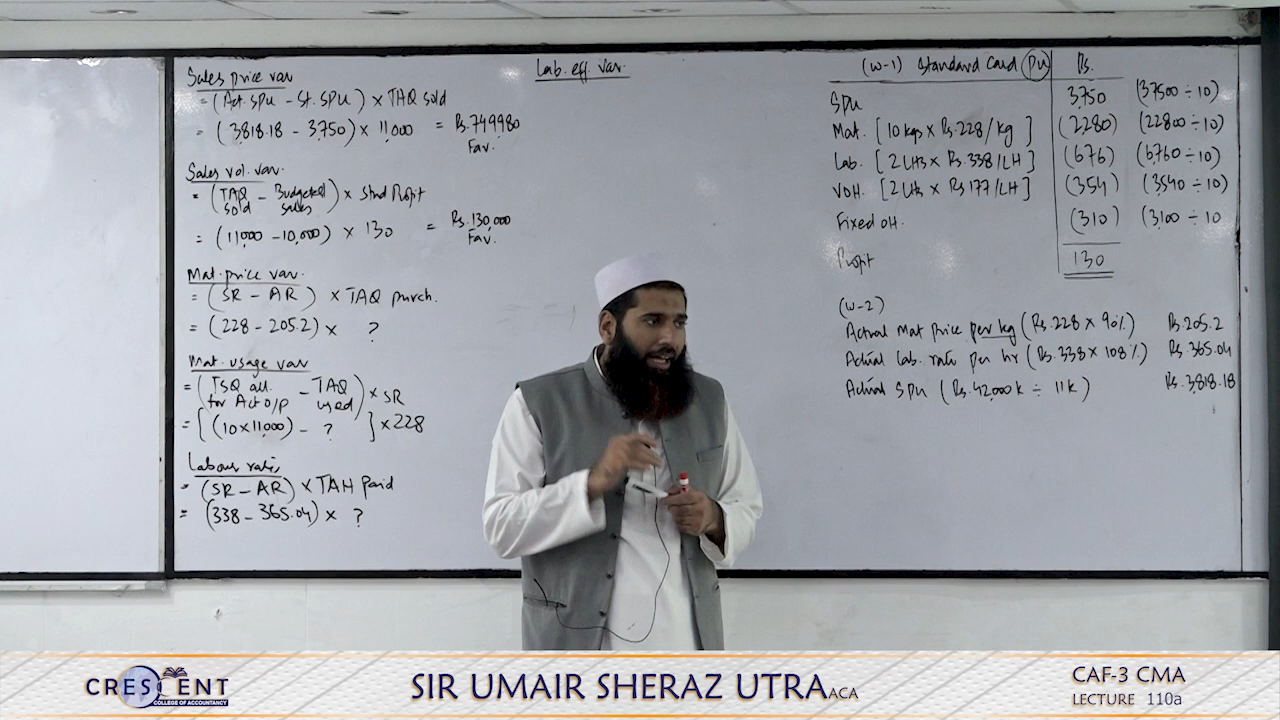 Sales price var
= (Act. SPU - St. SPU) × TAQ sold
= (3818.18 - 3,750) × 11,000 = Rs. 749980
Fav.
Sales vol. var.
= (TAQ sold - Budgeted sales) × Stnd Profit
= (11,000 - 10,000) × 130 = Rs. 130,000
Fav.
Mat. price var.
= (SR - AR) × TAQ purch.
= (228 - 205.2) × ?
Mat. usage var
= (TSQ all. for Act O/P - TAQ used) × SR
= [(10×11,000) - ? ] × 228
Labour rate
= (SR - AR) × TAH Paid
= (338 - 365.04) × ?
Lab. eff var.
(W-1) Standard Card (PU) Rs.
SPU 3,750 (37500 ÷ 10)
Mat. [10 kgs × Rs. 228/kg] (2280) (22800 ÷ 10)
Lab. [2 LHs × Rs. 338/LH] (676) (6760 ÷ 10)
VOH. [2 LHs × Rs 177/LH] (354) (3,540 ÷ 10)
Fixed OH. (310) (3,100 ÷ 10
Profit 130
(W-2)
Actual Mat Price per kg (Rs. 228 × 90%) Rs. 205.2
Actual Lab. rate per hr (Rs. 338 × 108%) Rs. 365.04
Actual SPU (Rs. 42,000k ÷ 11k) Rs. 3818.18
CRESCENT
COLLEGE OF ACCOUNTANCY
SIR UMAIR SHERAZ UTRA ACA
CAF-3 CMA
LECTURE 110a